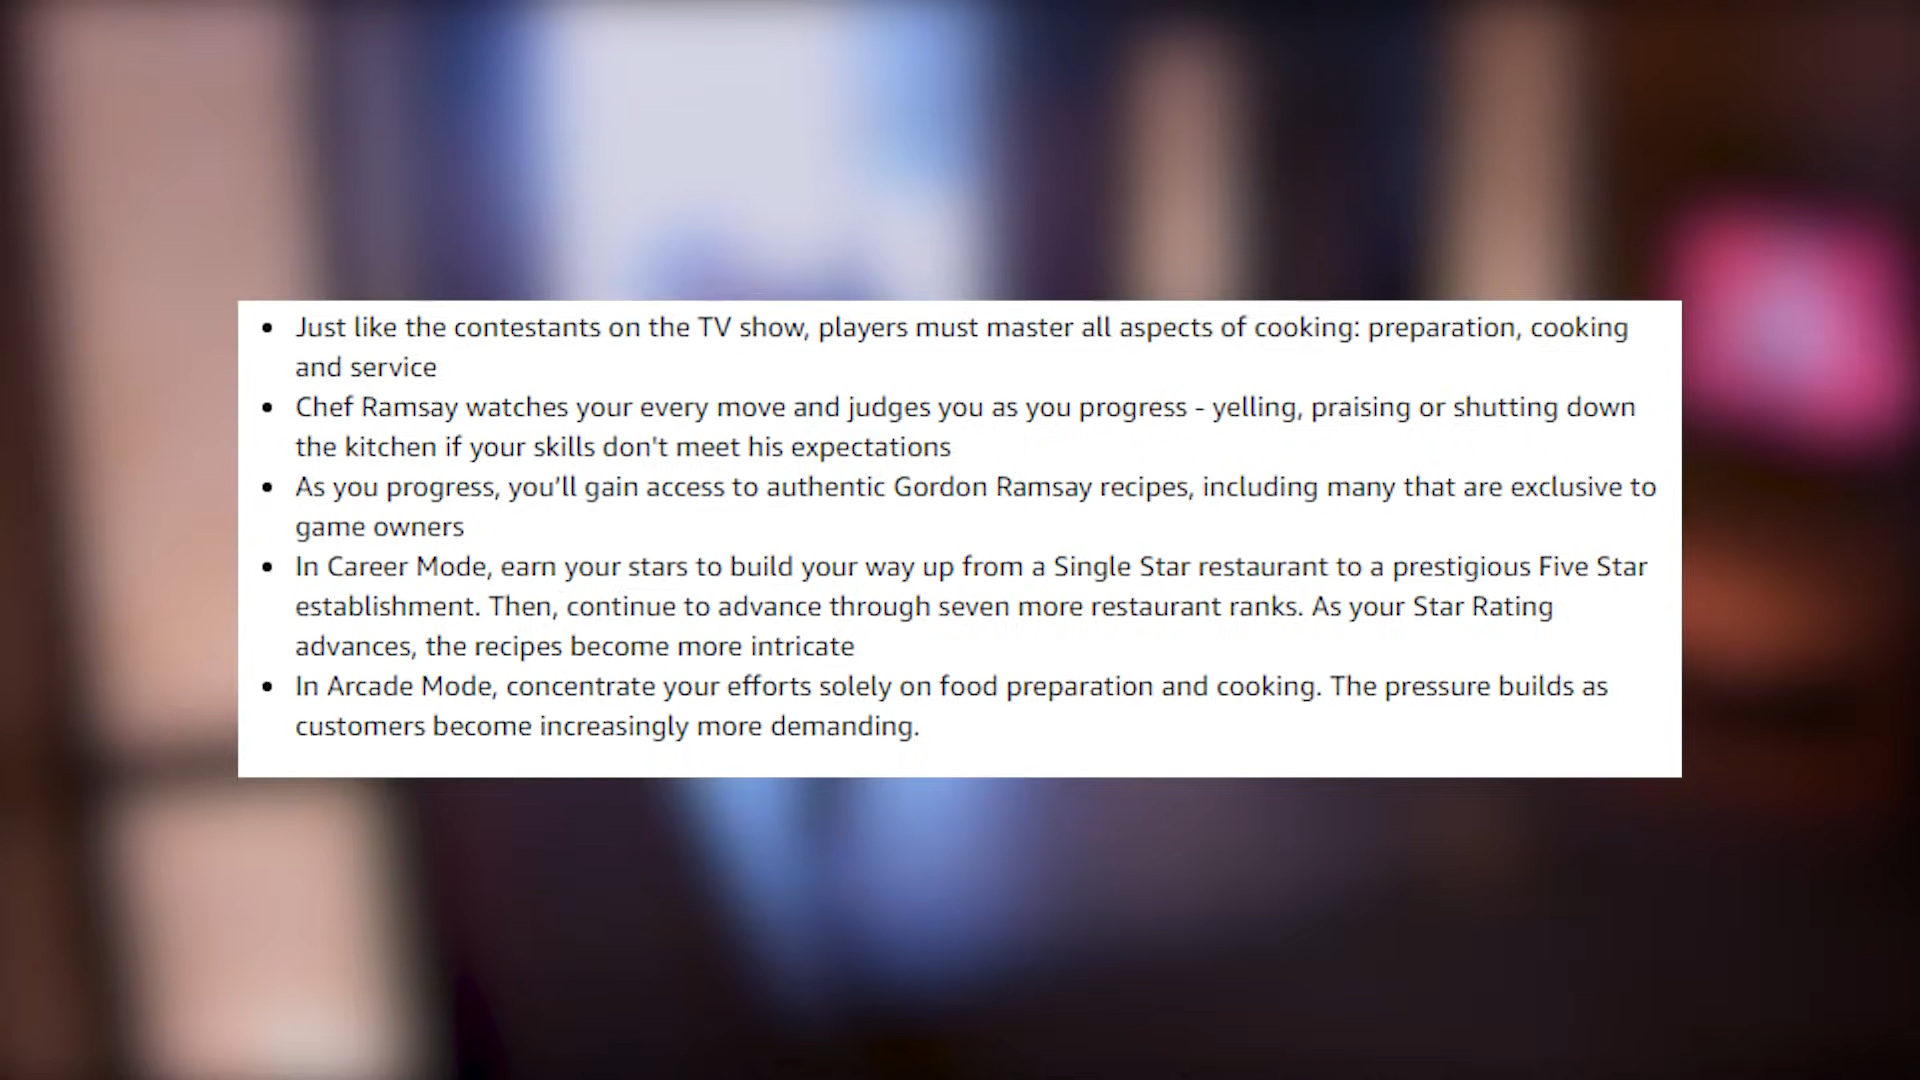 Just like the contestants on the TV show, players must master all aspects of cooking: preparation, cooking
and service
Chef Ramsay watches your every move and judges you as you progress - yelling, praising or shutting down
the kitchen if your skills don't meet his expectations
As you progress, you’ll gain access to authentic Gordon Ramsay recipes, including many that are exclusive to
game owners
In Career Mode, earn your stars to build your way up from a Single Star restaurant to a prestigious Five Star
establishment. Then, continue to advance through seven more restaurant ranks. As your Star Rating
advances, the recipes become more intricate
In Arcade Mode, concentrate your efforts solely on food preparation and cooking. The pressure builds as
customers become increasingly more demanding.